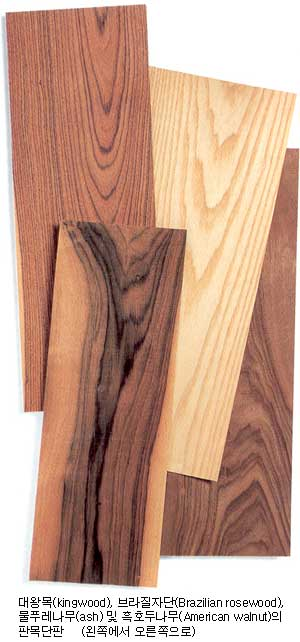 대왕목(kingwood), 브라질자단(Brazilian rosewood),
물푸레나무(ash) 및 흑호두나무(American walnut)의
판목단판 (왼쪽에서 오른쪽으로)